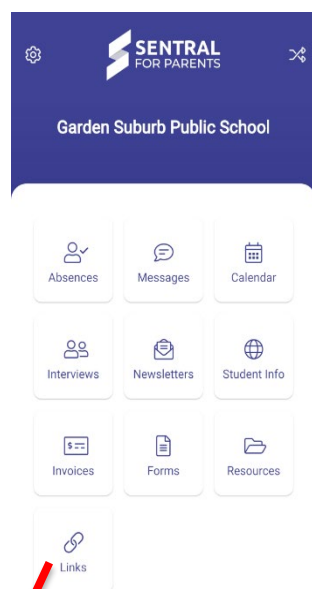 SENTRAL
FOR PARENTS
Garden Suburb Public School
Absences
Messages
Calendar
Interviews
Newsletters
Student Info
Invoices
Forms
Resources
Links